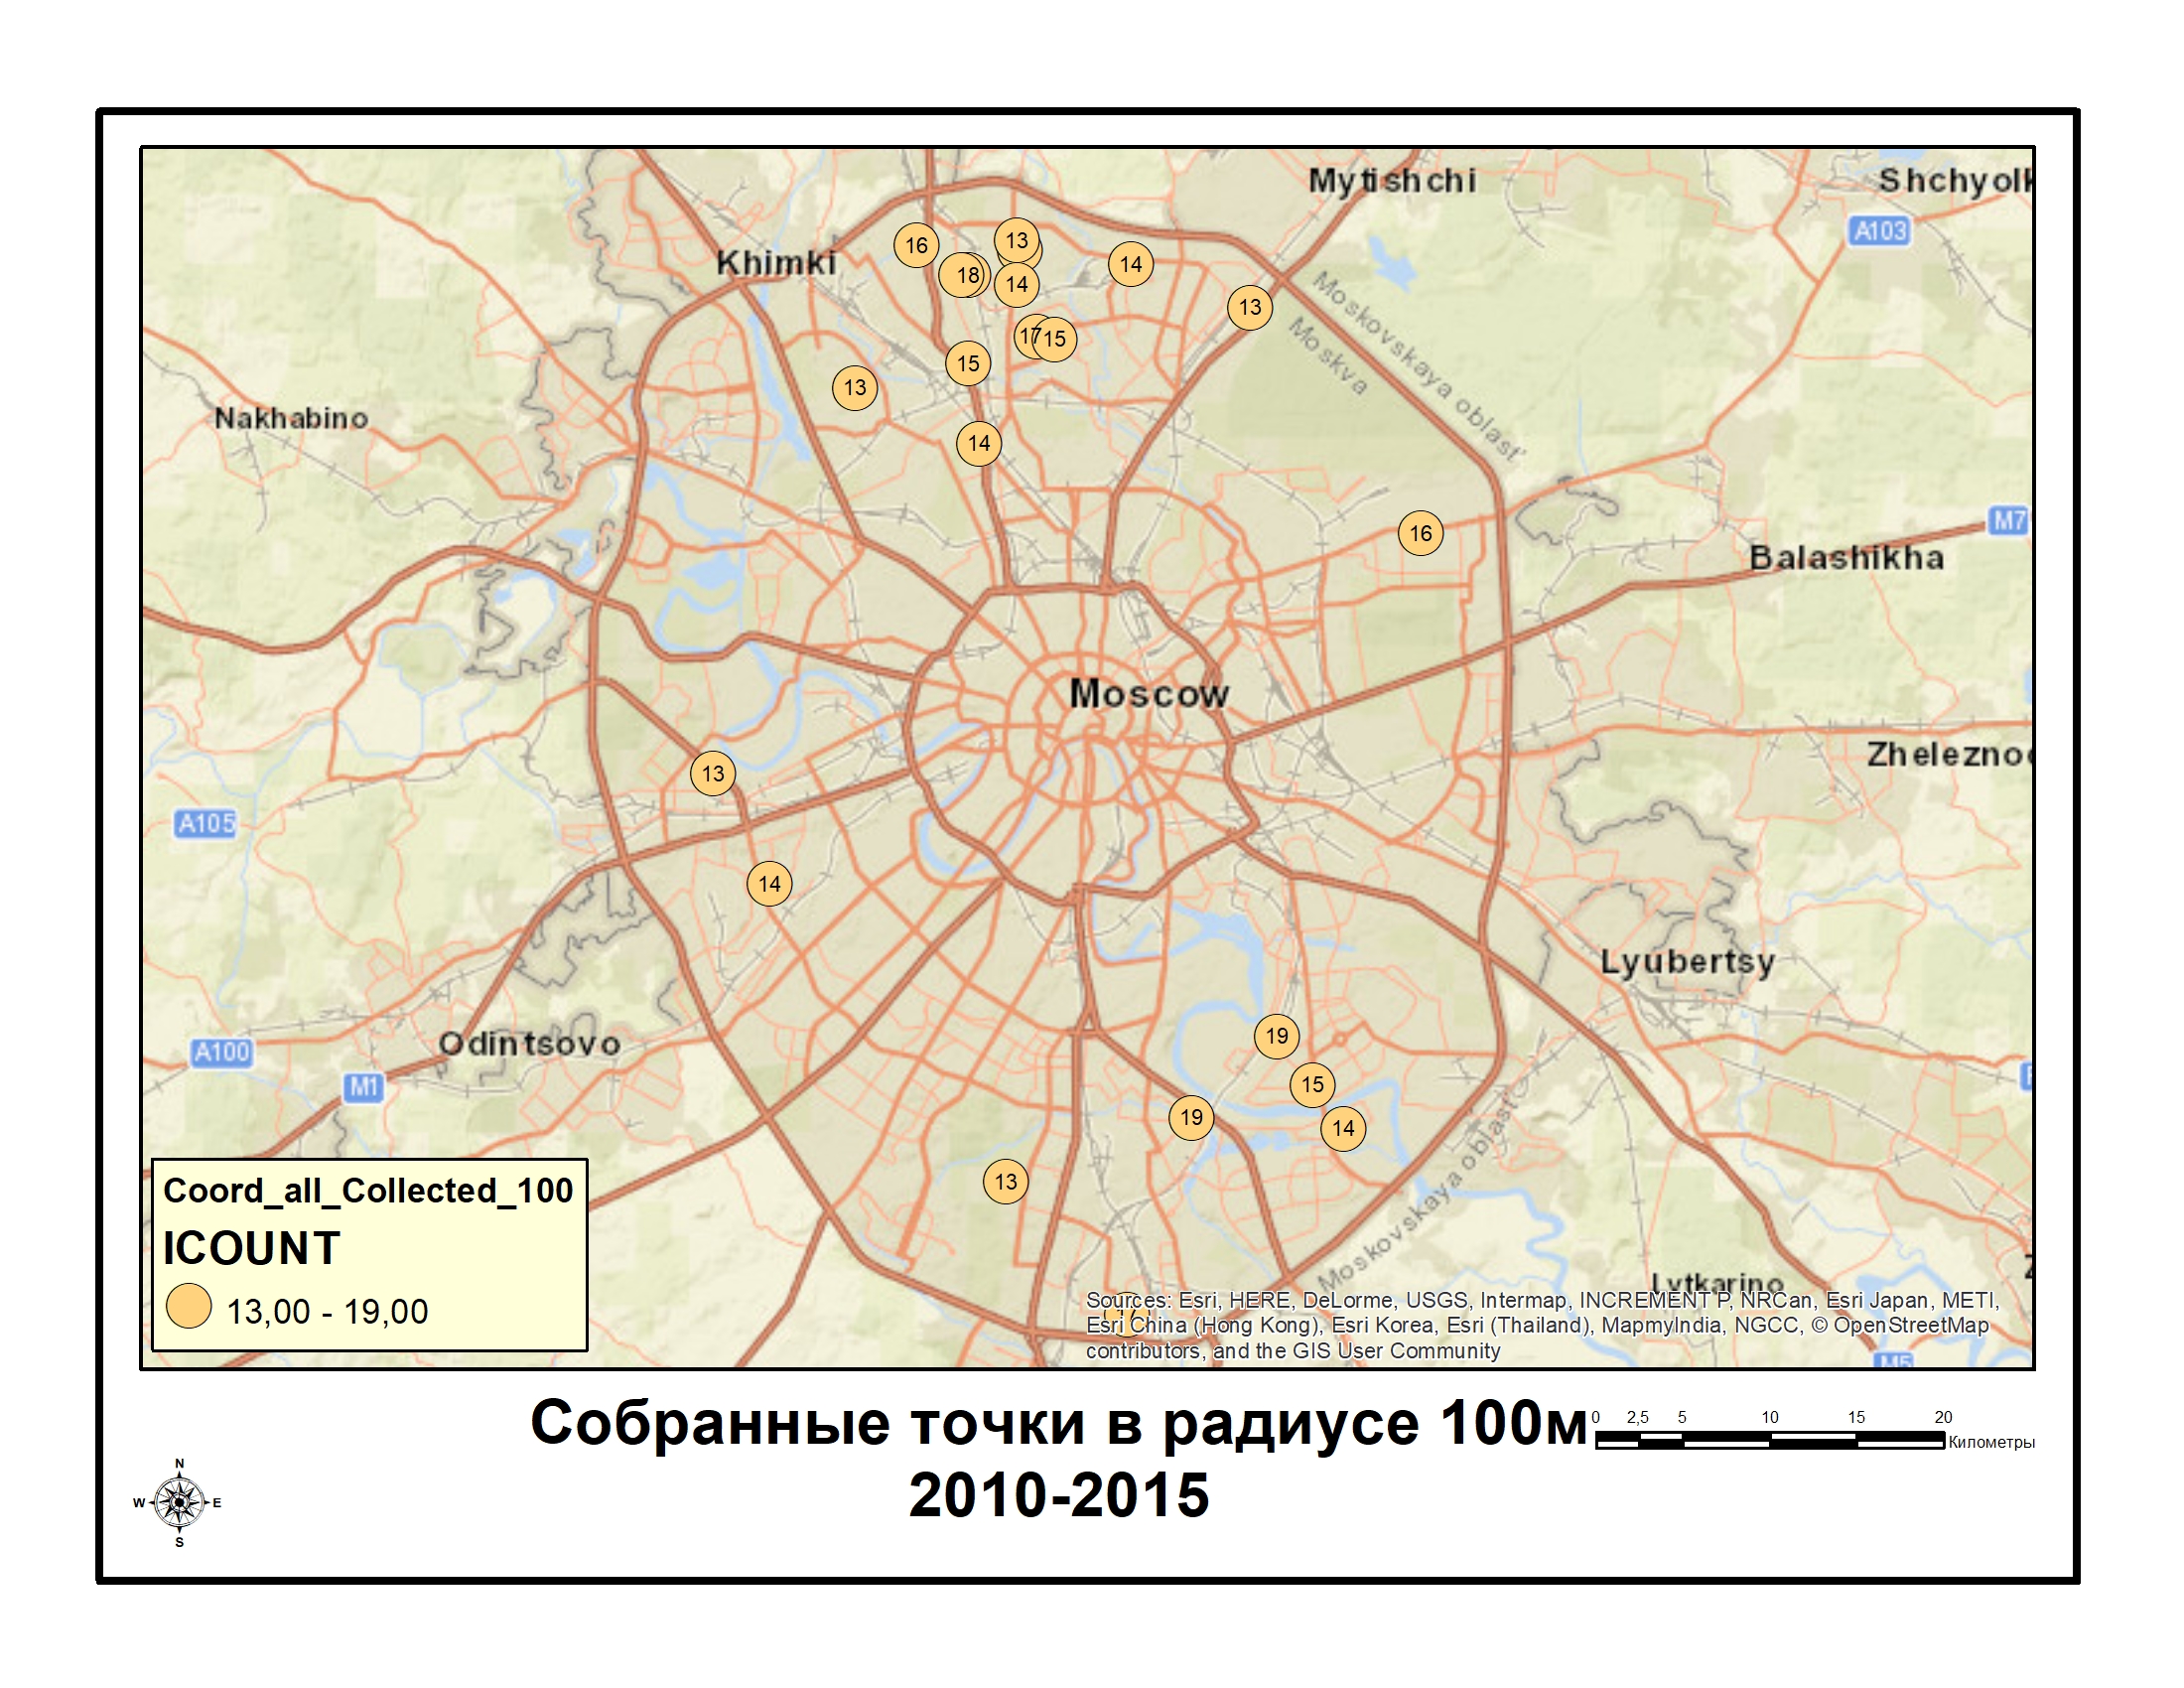 Mytishchi
Shchyolk
A103
16
13
Khimki
18
14
14
13
Moskovskaya oblast'
Moskva
17
15
15
13
Nakhabino
14
M7
16
Balashikha
Moscow
Zhelezno
13
A105
14
Lyubertsy
19
Odintsovo
A100
M1
15
19
14
Moskovskaya oblast'
13
Coord_all_Collected_100
ICOUNT
13,00 - 19,00
Lytkarino
Sources: Esri, HERE, DeLorme, USGS, Intermap, INCREMENT P, NRCan, Esri Japan, METI,
Esri China (Hong Kong), Esri Korea, Esri (Thailand), MapmyIndia, NGCC, © OpenStreetMap
contributors, and the GIS User Community
M5
Собранные точки в радиусе 100м
2010-2015
0 2,5 5 10 15 20
Километры
N
W E
S